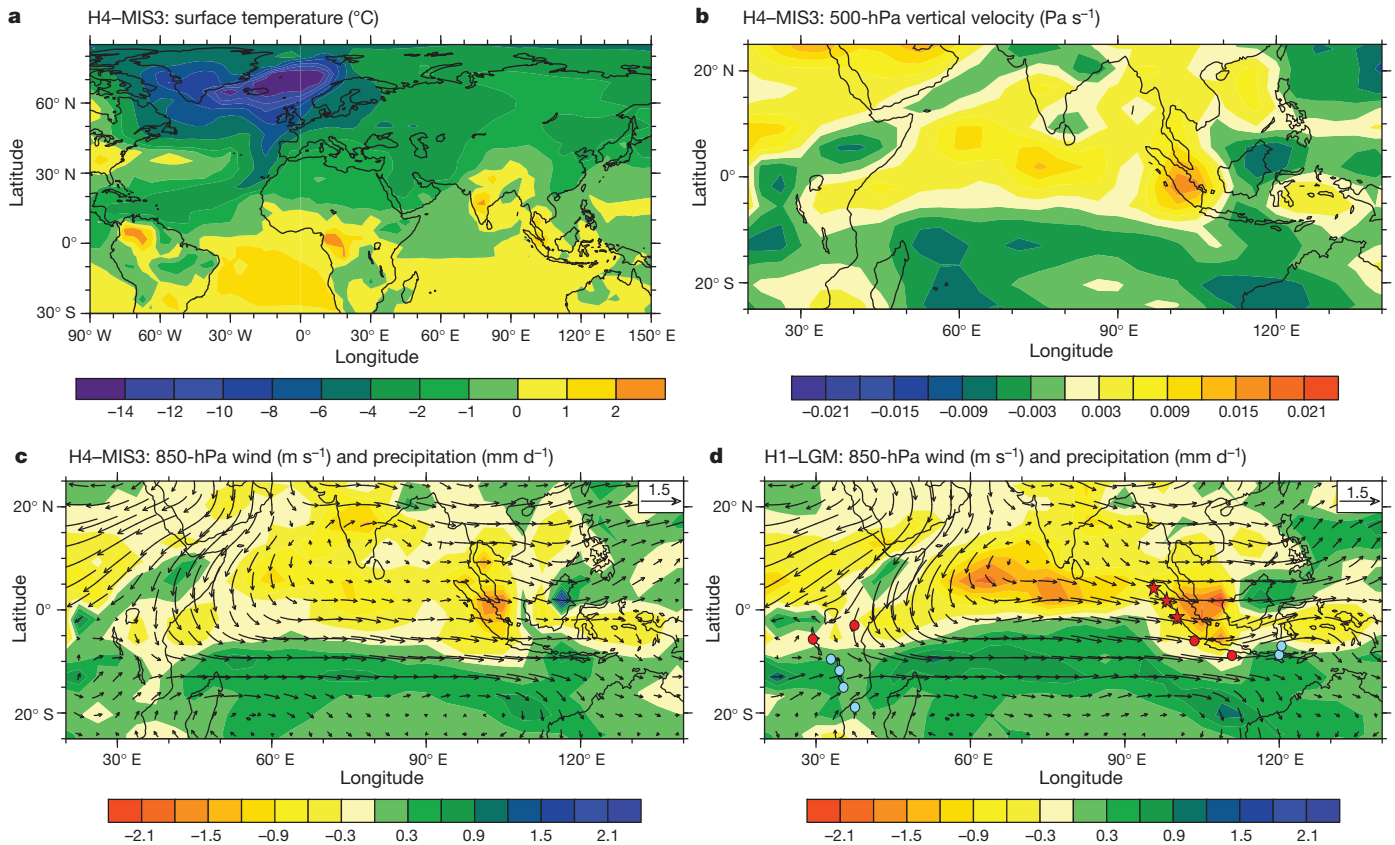 a H4–MIS3: surface temperature (°C)
Latitude
60° N
30° N
0°
30° S
90° W 60° W 30° W 0° 30° E 60° E 90° E 120° E 150° E
Longitude
−14 −12 −10 −8 −6 −4 −2 −1 0 1 2
b H4–MIS3: 500-hPa vertical velocity (Pa s⁻¹)
Latitude
20° N
0°
20° S
30° E 60° E 90° E 120° E
Longitude
−0.021 −0.015 −0.009 −0.003 0.003 0.009 0.015 0.021
c H4–MIS3: 850-hPa wind (m s⁻¹) and precipitation (mm d⁻¹)
1.5
Latitude
20° N
0°
20° S
30° E 60° E 90° E 120° E
Longitude
−2.1 −1.5 −0.9 −0.3 0.3 0.9 1.5 2.1
d H1–LGM: 850-hPa wind (m s⁻¹) and precipitation (mm d⁻¹)
1.5
Latitude
20° N
0°
20° S
30° E 60° E 90° E 120° E
Longitude
−2.1 −1.5 −0.9 −0.3 0.3 0.9 1.5 2.1